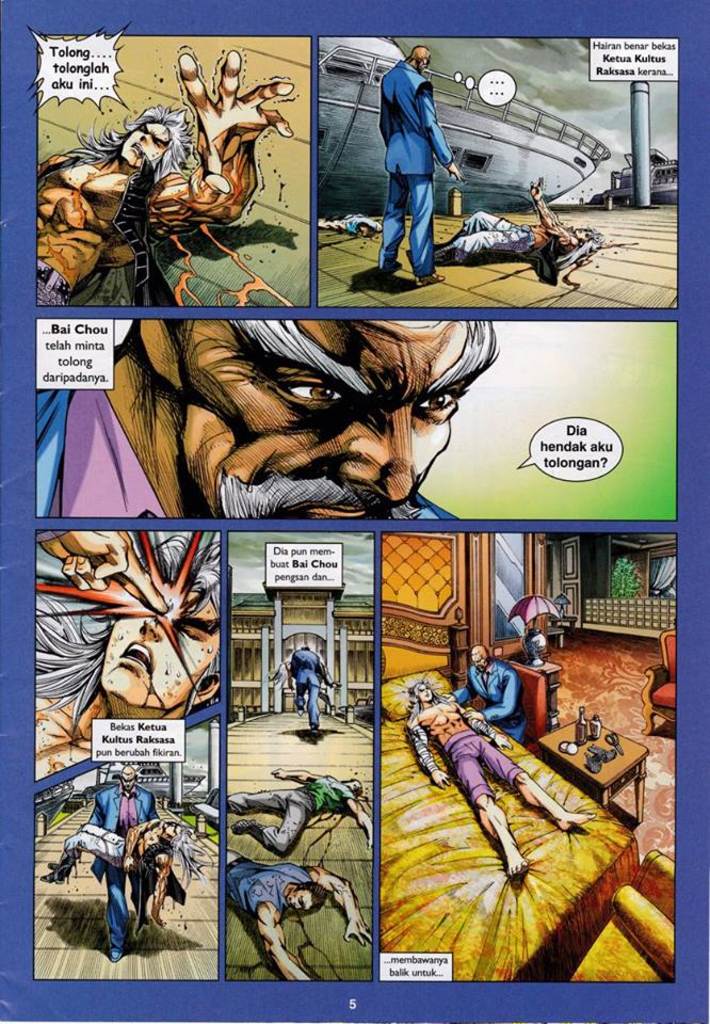 Tolong....
tolonglah
aku ini...
...
...
Hairan benar bekas
Ketua Kultus
Raksasa kerana...
...Bai Chou
telah minta
tolong
daripadanya.
Dia
hendak aku
tolongan?
Bekas Ketua
Kultus Raksasa
pun berubah fikiran.
Dia pun mem-
buat Bai Chou
pengsan dan...
...membawanya
balik untuk...
5